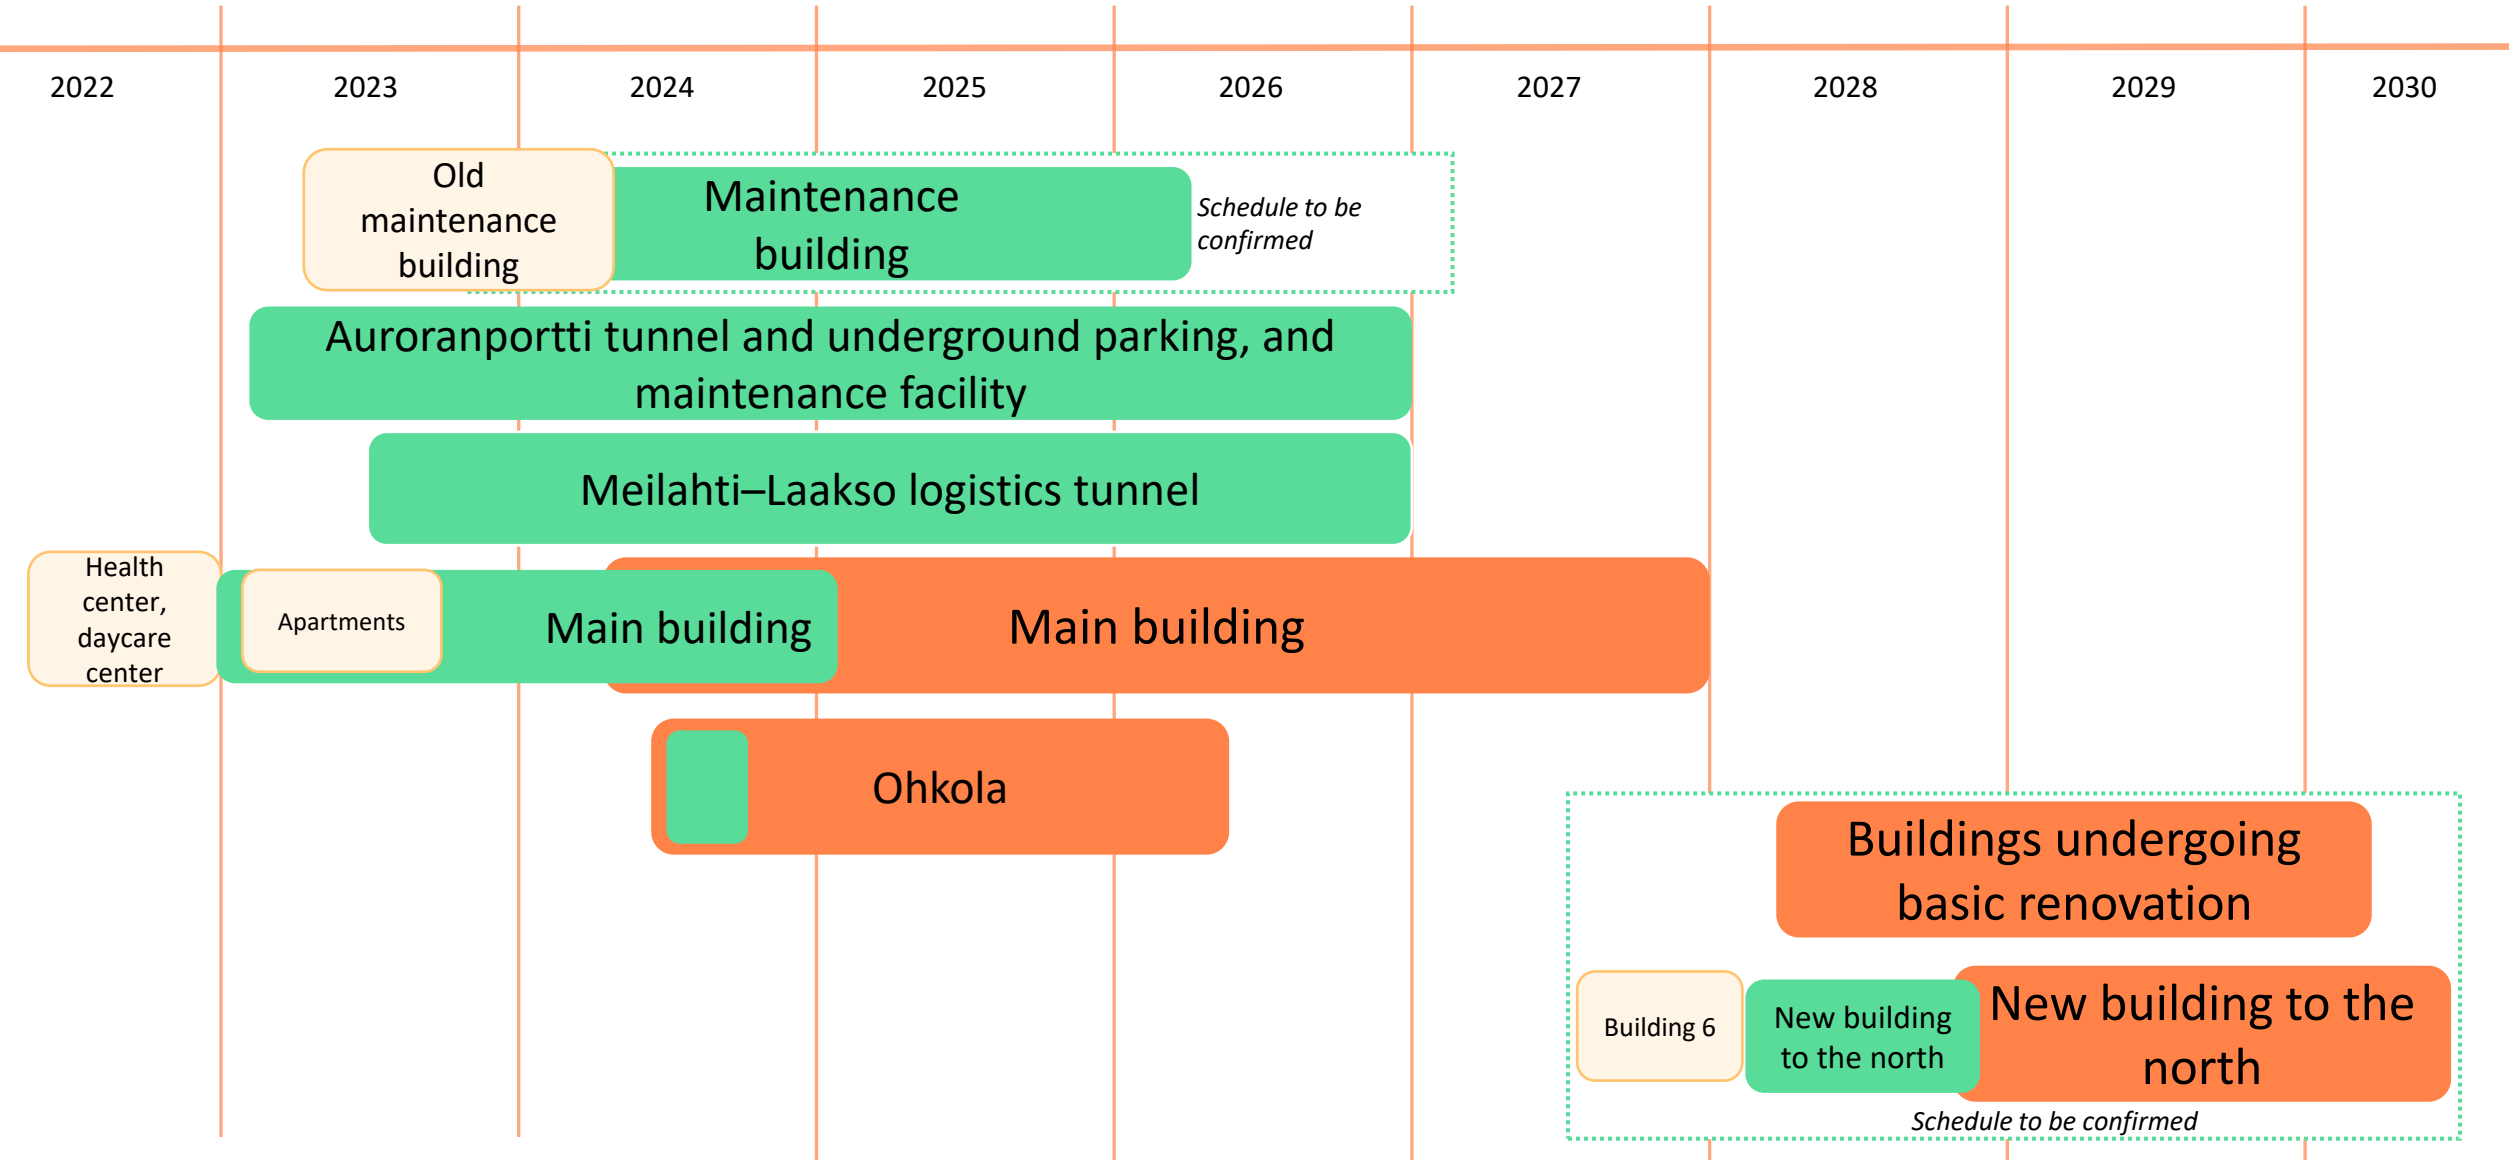 2022 2023 2024 2025 2026 2027 2028 2029 2030
Old
maintenance
building
Maintenance
building
Schedule to be
confirmed
Auroranportti tunnel and underground parking, and
maintenance facility
Meilahti–Laakso logistics tunnel
Health
center,
daycare
center
Apartments
Main building
Main building
Ohkola
Buildings undergoing
basic renovation
Building 6
New building
to the north
New building to the
north
Schedule to be confirmed